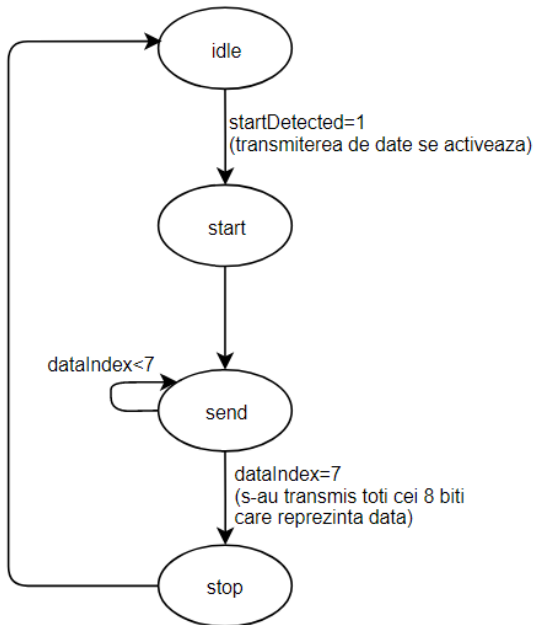 idle
startDetected=1
(transmiterea de date se activeaza)
start
dataIndex<7
send
dataIndex=7
(s-au transmis toti cei 8 biti
care reprezinta data)
stop